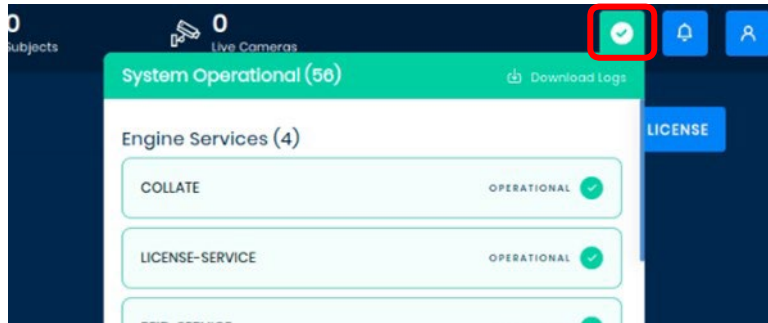 0
Subjects
0
Live Cameras
System Operational (56)
Download Logs
LICENSE
Engine Services (4)
COLLATE
OPERATIONAL
LICENSE-SERVICE
OPERATIONAL